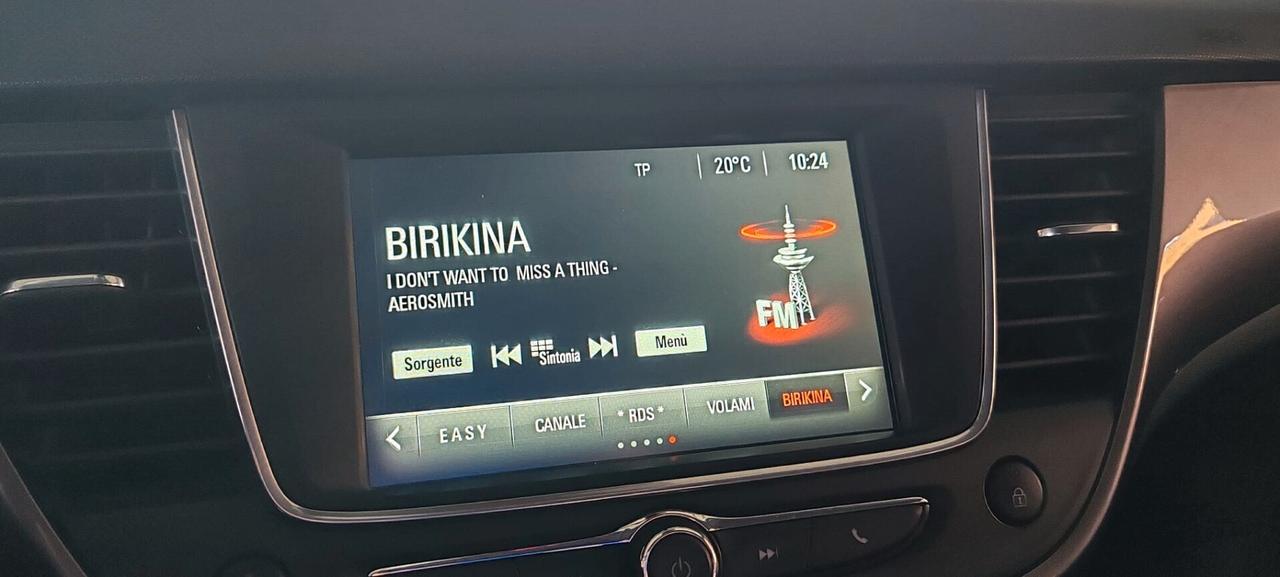 TP | 20°C | 10:24
BIRIKINA
I DON'T WANT TO MISS A THING -
AEROSMITH
FM
Sorgente Sintonia Menù
EASY CANALE * RDS * VOLAMI BIRIKINA